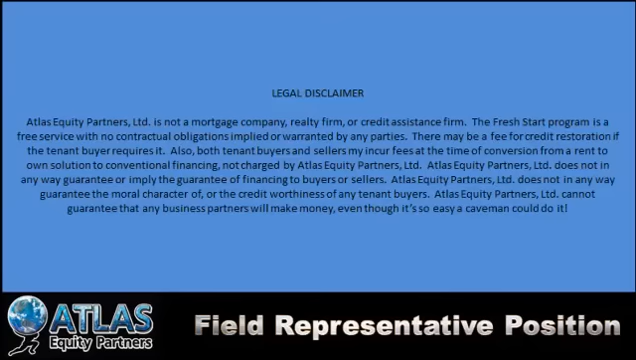 LEGAL DISCLAIMER
Atlas Equity Partners, Ltd. is not a mortgage company, realty firm, or credit assistance firm. The Fresh Start program is a
free service with no contractual obligations implied or warranted by any parties. There may be a fee for credit restoration if
the tenant buyer requires it. Also, both tenant buyers and sellers my incur fees at the time of conversion from a rent to
own solution to conventional financing, not charged by Atlas Equity Partners, Ltd. Atlas Equity Partners, Ltd. does not in
any way guarantee or imply the guarantee of financing to buyers or sellers. Atlas Equity Partners, Ltd. does not in any way
guarantee the moral character of, or the credit worthiness of any tenant buyers. Atlas Equity Partners, Ltd. cannot
guarantee that any business partners will make money, even though it's so easy a caveman could do it!
ATLAS
Equity Partners
Field Representative Position